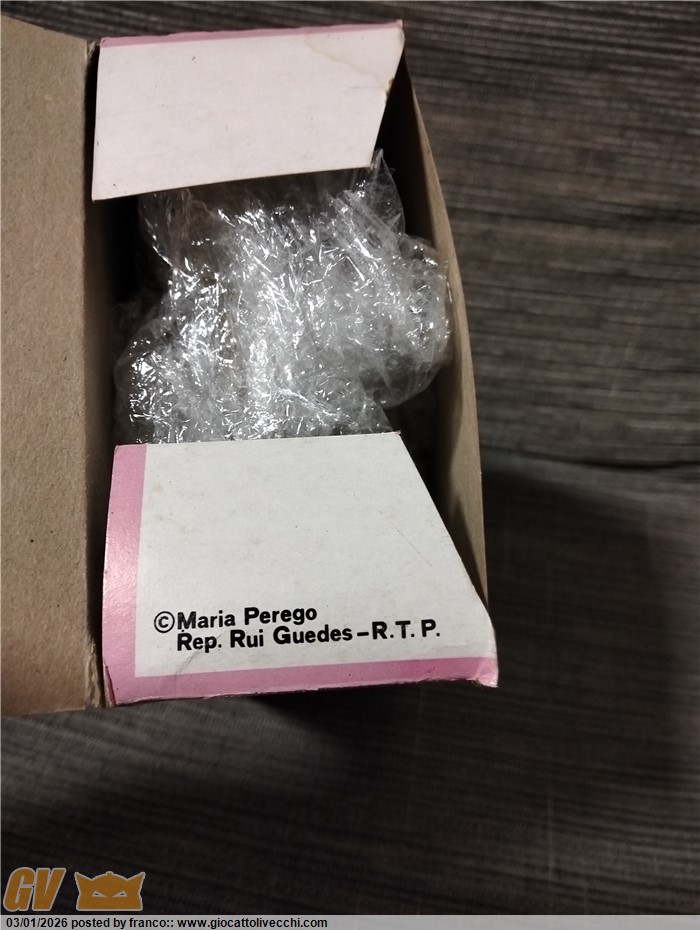 ©Maria Perego
Rep. Rui Guedes – R. T. P.
GV
03/01/2026 posted by franco:: www.giocattolivecchi.com